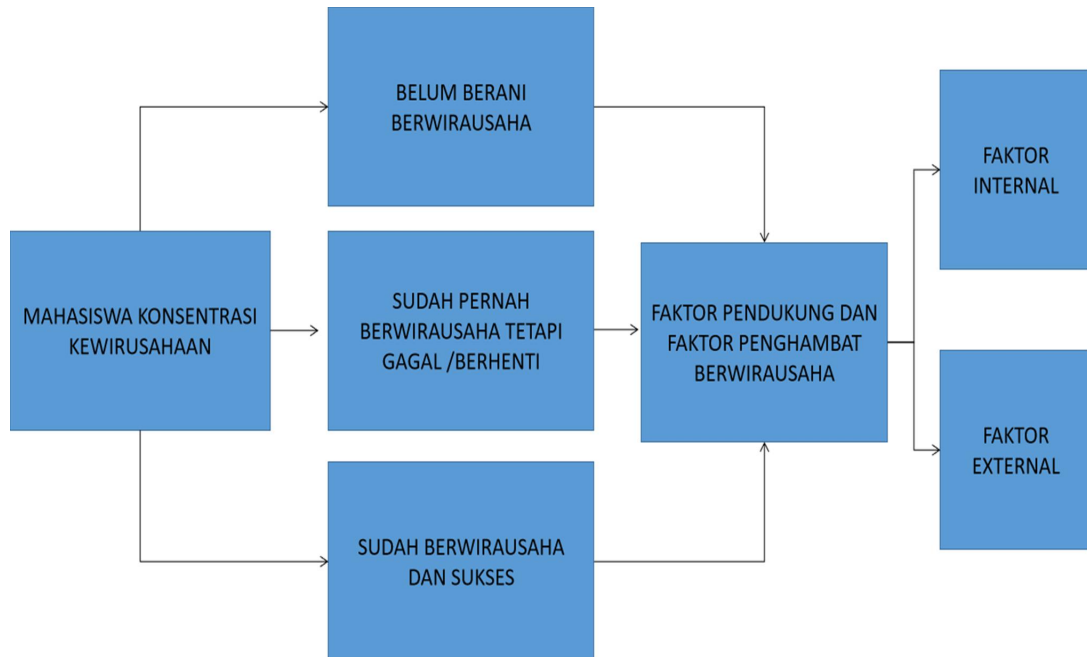 BELUM BERANI
BERWIRAUSAHA
FAKTOR
INTERNAL
MAHASISWA KONSENTRASI
KEWIRUSAHAAN
SUDAH PERNAH
BERWIRAUSAHA TETAPI
GAGAL /BERHENTI
FAKTOR PENDUKUNG DAN
FAKTOR PENGHAMBAT
BERWIRAUSAHA
FAKTOR
EXTERNAL
SUDAH BERWIRAUSAHA
DAN SUKSES